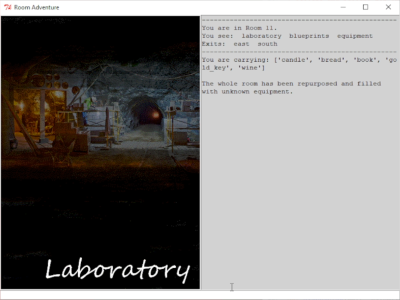 Room Adventure
You are in Room 11.
You see: laboratory blueprints equipment
Exits: east south
You are carrying: ['candle', 'bread', 'book', 'go
ld_key', 'wine']
The whole room has been repurposed and filled
with unknown equipment.
Laboratory